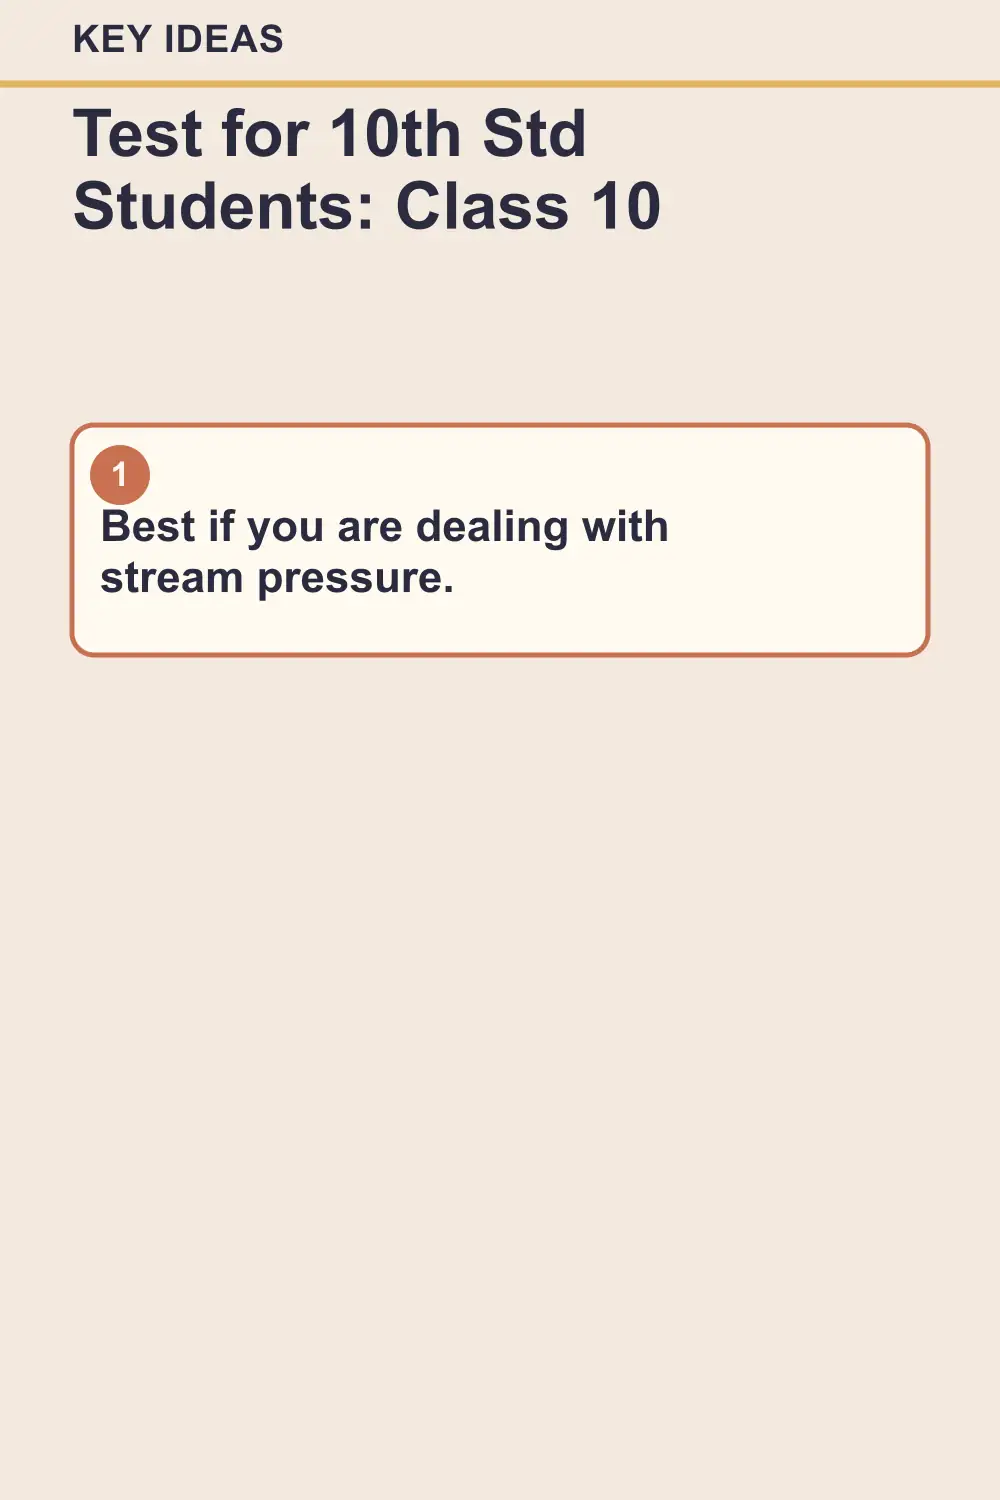 KEY IDEAS
Test for 10th Std
Students: Class 10
1
Best if you are dealing with
stream pressure.